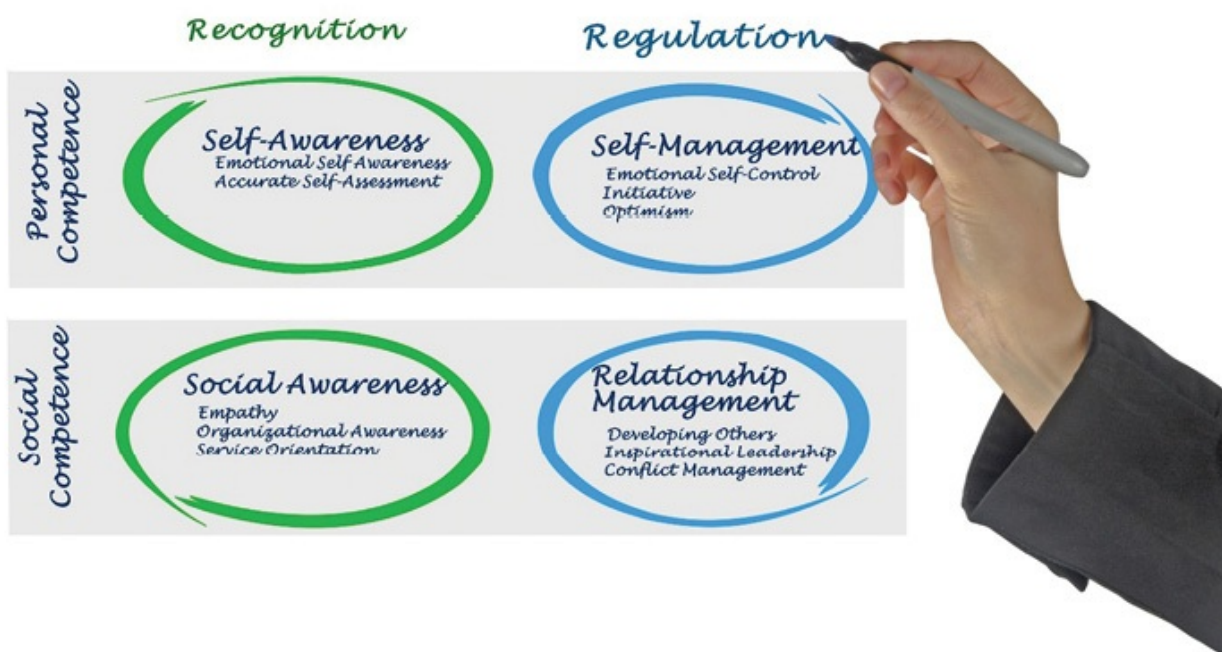 Recognition
Regulation
Personal
Competence
Self-Awareness
Emotional Self Awareness
Accurate Self-Assessment
Self-Management
Emotional Self-Control
Initiative
Optimism
Social
Competence
Social Awareness
Empathy
Organizational Awareness
Service Orientation
Relationship
Management
Developing Others
Inspirational Leadership
Conflict Management